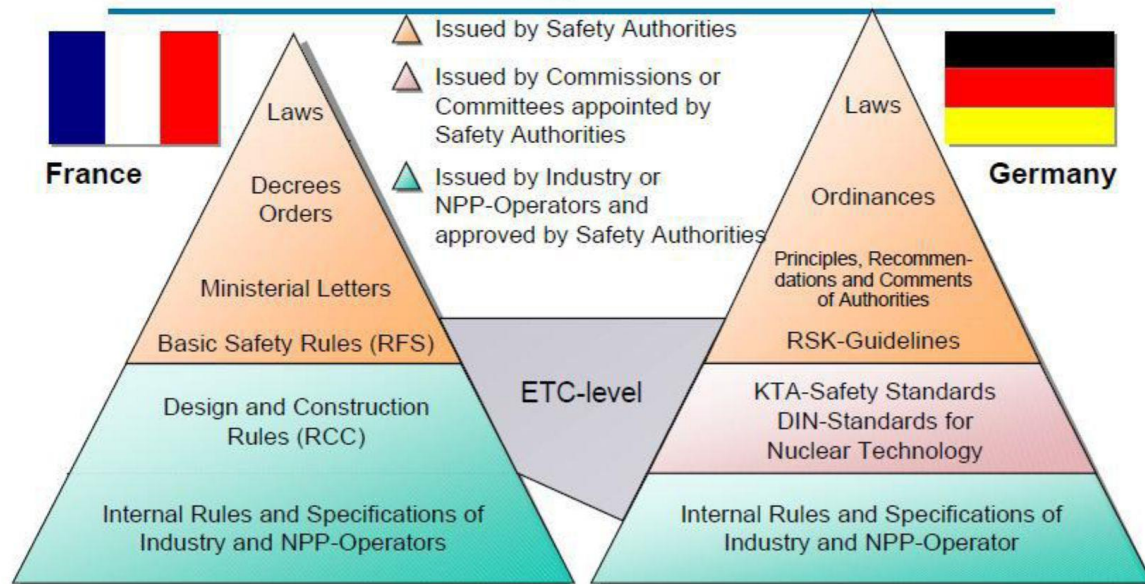 France
Laws
Decrees
Orders
Ministerial Letters
Basic Safety Rules (RFS)
Design and Construction
Rules (RCC)
Internal Rules and Specifications of
Industry and NPP-Operators
Issued by Safety Authorities
Issued by Commissions or
Committees appointed by
Safety Authorities
Issued by Industry or
NPP-Operators and
approved by Safety Authorities
ETC-level
Germany
Laws
Ordinances
Principles, Recommen-
dations and Comments
of Authorities
RSK-Guidelines
KTA-Safety Standards
DIN-Standards for
Nuclear Technology
Internal Rules and Specifications of
Industry and NPP-Operator